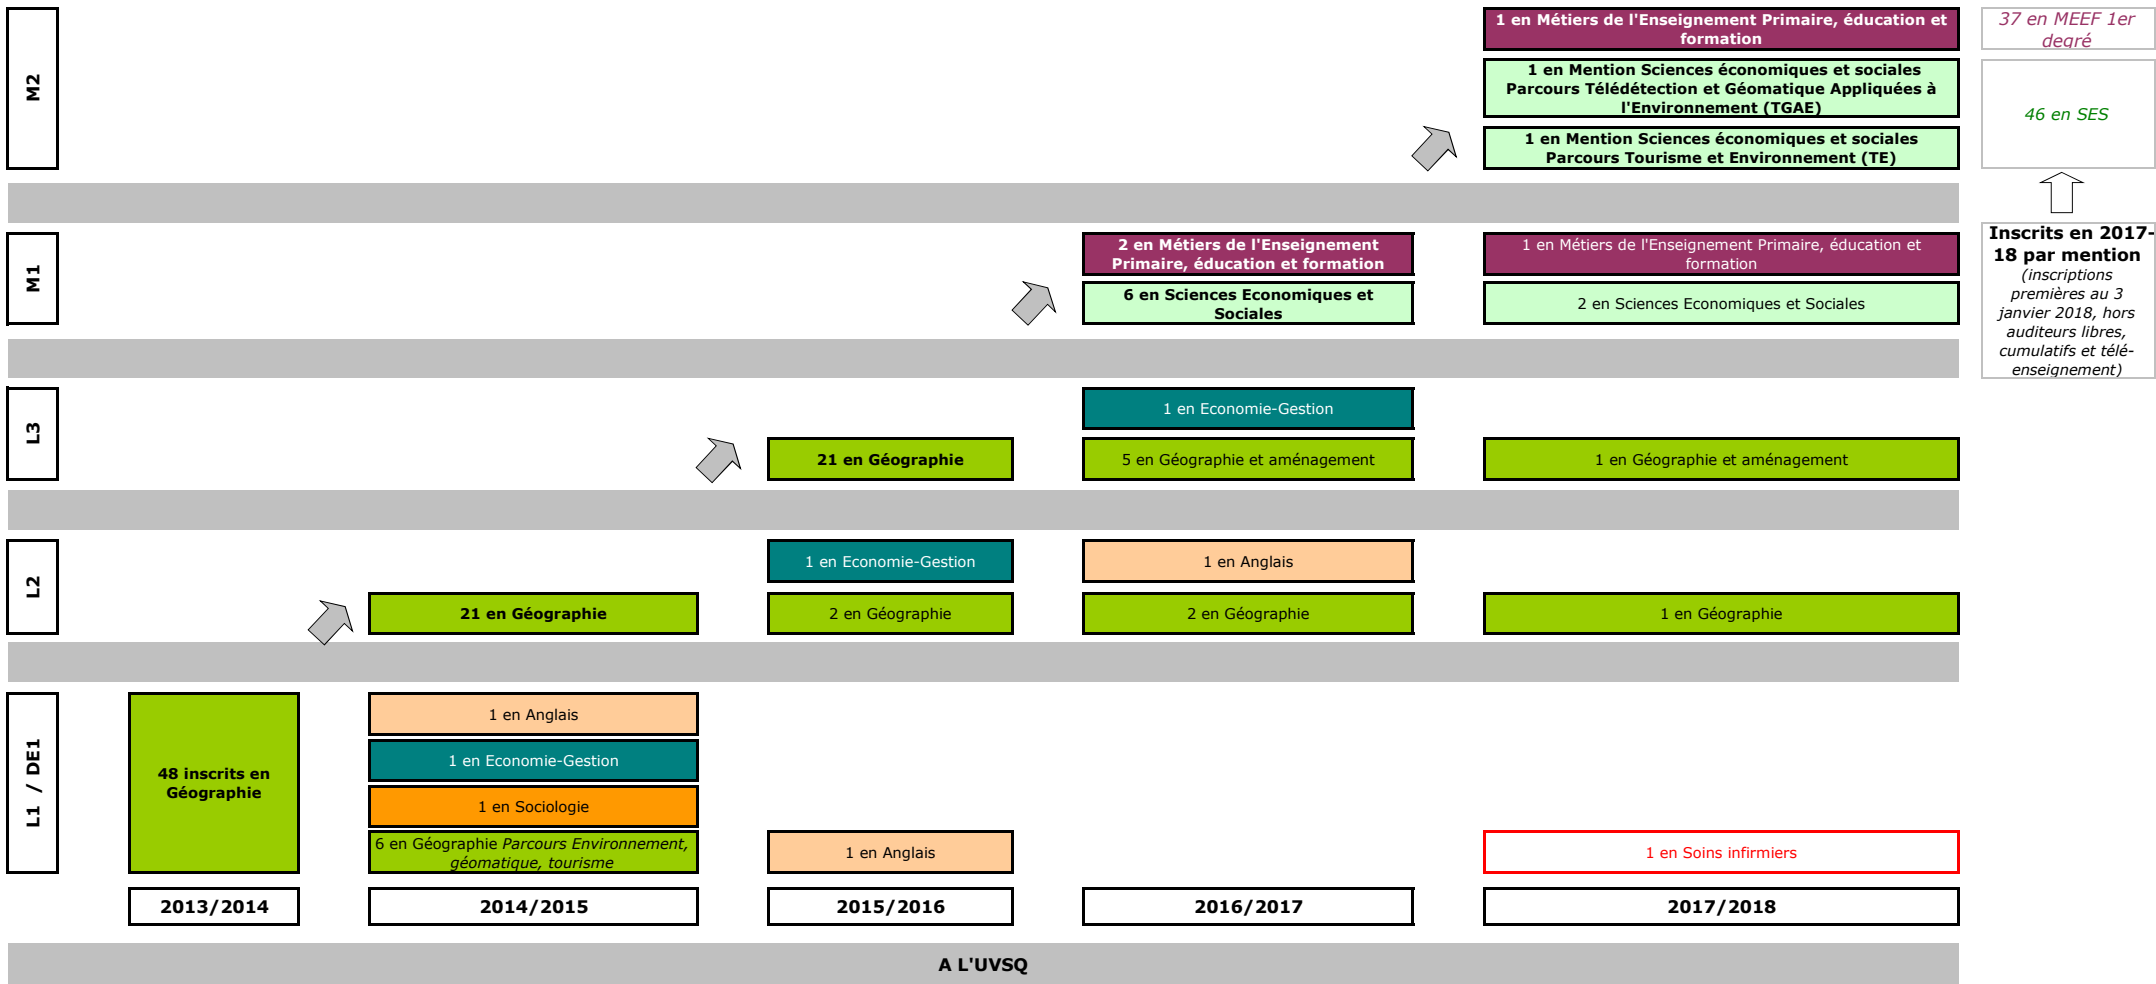 M2
1 en Métiers de l'Enseignement Primaire, éducation et
formation
37 en MEEF 1er
degré
1 en Mention Sciences économiques et sociales
Parcours Télédétection et Géomatique Appliquées à
l'Environnement (TGAE)
46 en SES
1 en Mention Sciences économiques et sociales
Parcours Tourisme et Environnement (TE)
M1
2 en Métiers de l'Enseignement
Primaire, éducation et formation
1 en Métiers de l'Enseignement Primaire, éducation et
formation
6 en Sciences Economiques et
Sociales
2 en Sciences Economiques et Sociales
Inscrits en 2017-
18 par mention
(inscriptions
premières au 3
janvier 2018, hors
auditeurs libres,
cumulatifs et télé-
enseignement)
L3
1 en Economie-Gestion
21 en Géographie
5 en Géographie et aménagement
1 en Géographie et aménagement
L2
1 en Economie-Gestion
1 en Anglais
21 en Géographie
2 en Géographie
2 en Géographie
1 en Géographie
L1 / DE1
48 inscrits en
Géographie
1 en Anglais
1 en Economie-Gestion
1 en Sociologie
6 en Géographie Parcours Environnement,
géomatique, tourisme
1 en Anglais
1 en Soins infirmiers
2013/2014
2014/2015
2015/2016
2016/2017
2017/2018
A L'UVSQ